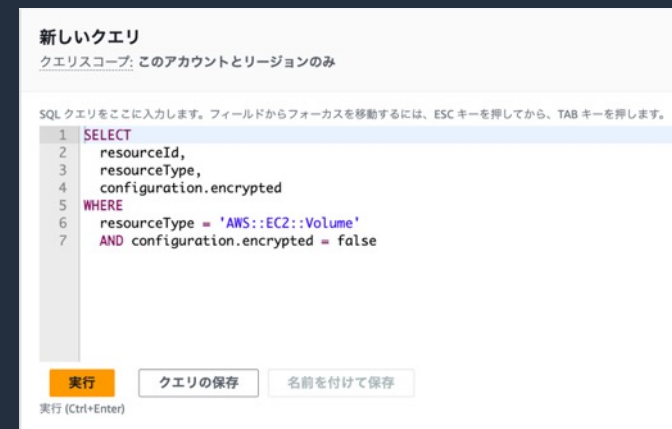 新しいクエリ
クエリスコープ: このアカウントとリージョンのみ
SQL クエリをここに入力します。フィールドからフォーカスを移動するには、ESC キーを押してから、TAB キーを押します。
1 SELECT
2 resourceId,
3 resourceType,
4 configuration.encrypted
5 WHERE
6 resourceType = 'AWS::EC2::Volume'
7 AND configuration.encrypted = false
実行 クエリの保存 名前を付けて保存
実行 (Ctrl+Enter)